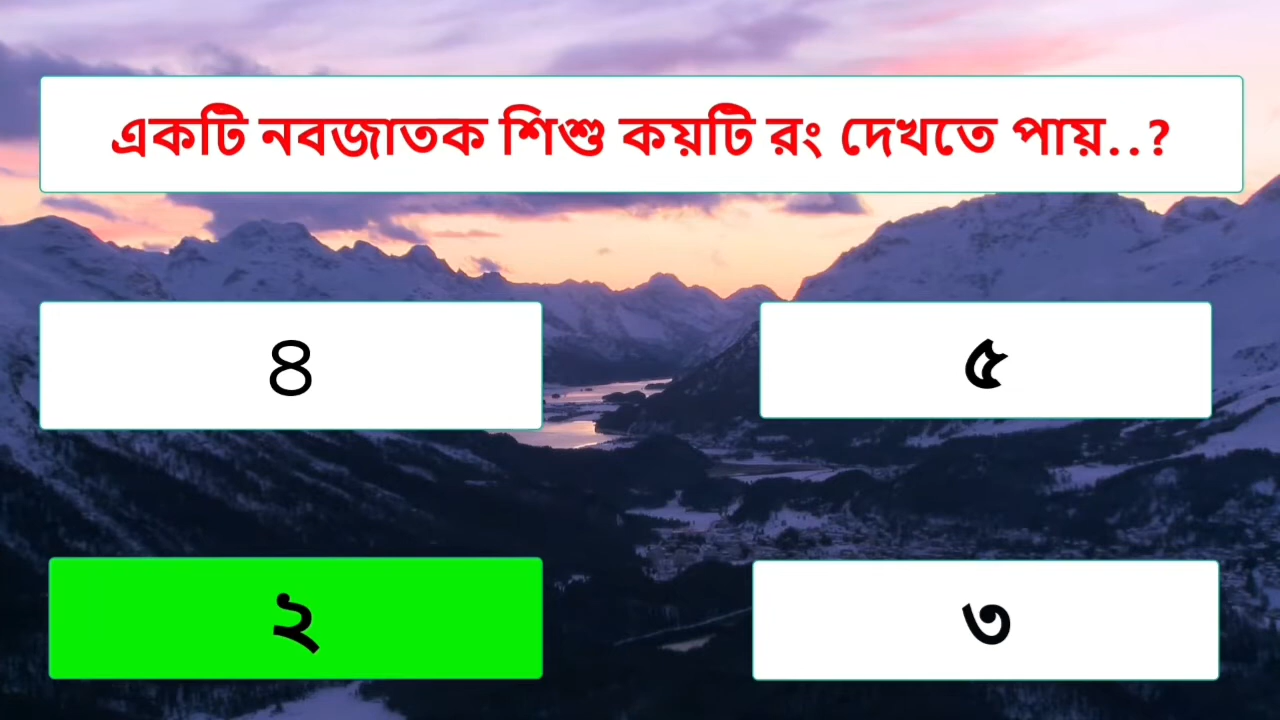 একটি নবজাতক শিশু কয়টি রং দেখতে পায়..?
৪
৫
২
৩